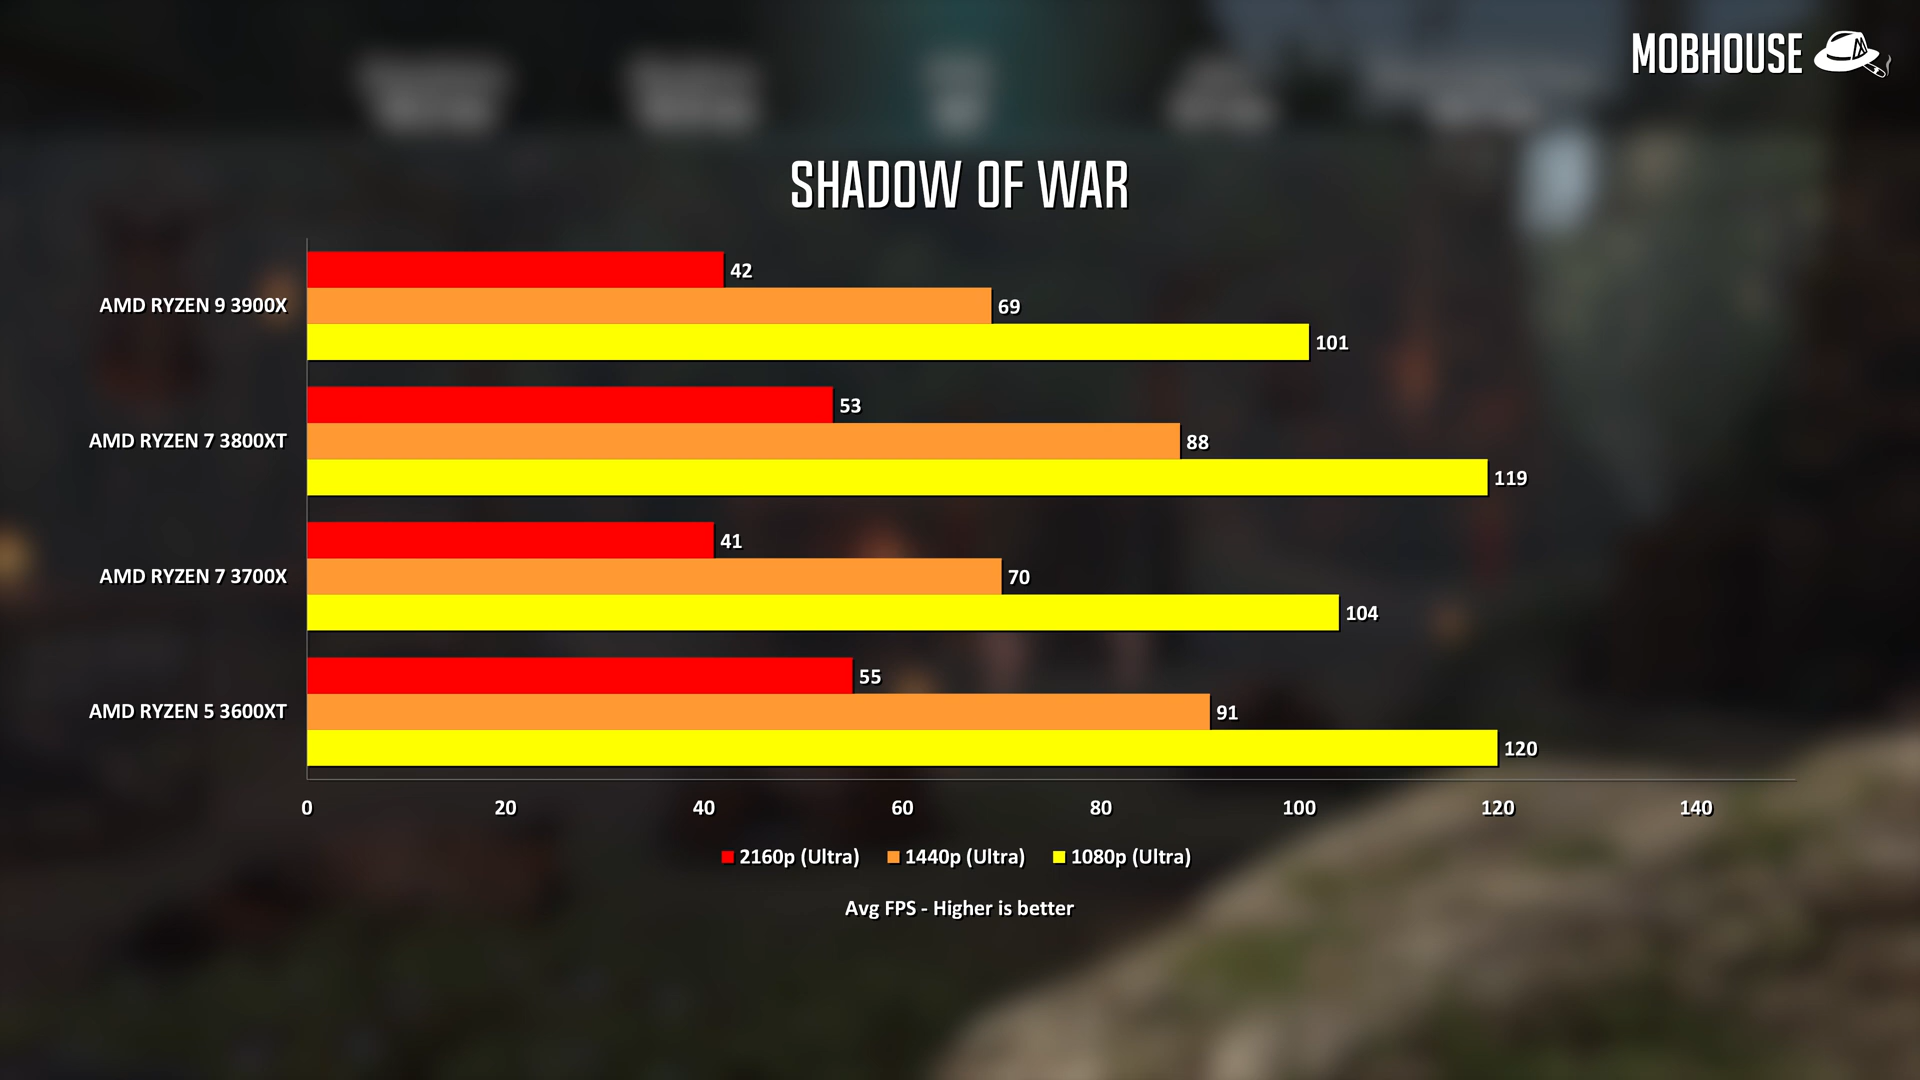 MOBHOUSE
SHADOW OF WAR
AMD RYZEN 9 3900X
42
69
101
AMD RYZEN 7 3800XT
53
88
119
AMD RYZEN 7 3700X
41
70
104
AMD RYZEN 5 3600XT
55
91
120
0 20 40 60 80 100 120 140
2160p (Ultra) 1440p (Ultra) 1080p (Ultra)
Avg FPS - Higher is better